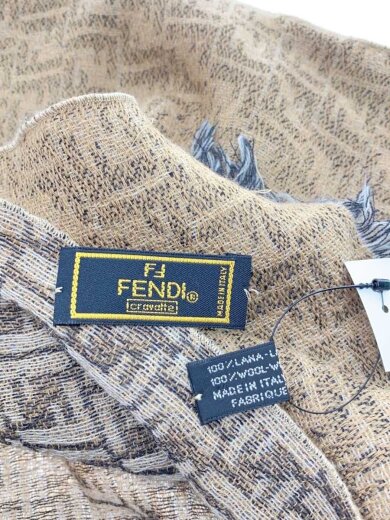 FF
FENDI®
cravatte
MADE IN ITALY
100% LANA-
100% WOOL-
MADE IN ITAL
FABRIQUE